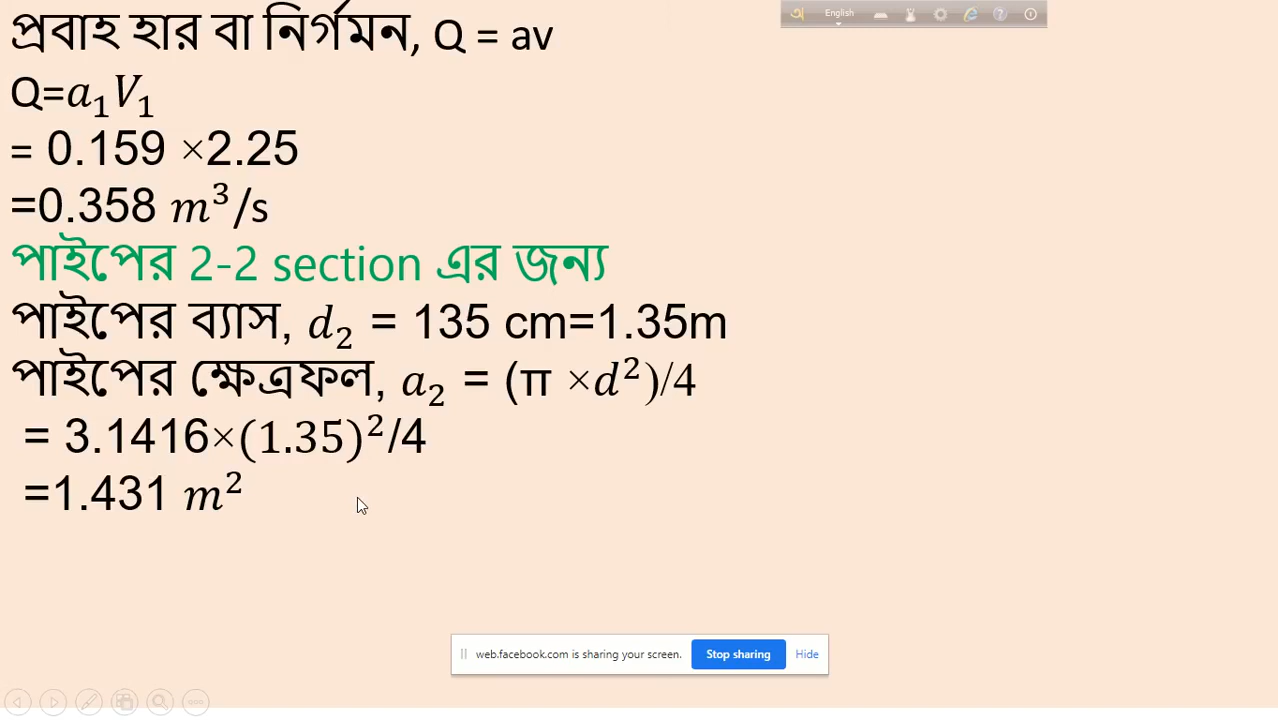 অ English
প্রবাহ হার বা নির্গমন, Q = av
Q=𝑎₁𝑉₁
= 0.159 ×2.25
=0.358 𝑚³/s
পাইপের 2-2 section এর জন্য
পাইপের ব্যাস, 𝑑₂ = 135 cm=1.35m
পাইপের ক্ষেত্রফল, 𝑎₂ = (π ×𝑑²)/4
= 3.1416×(1.35)²/4
=1.431 𝑚²
web.facebook.com is sharing your screen. Stop sharing Hide